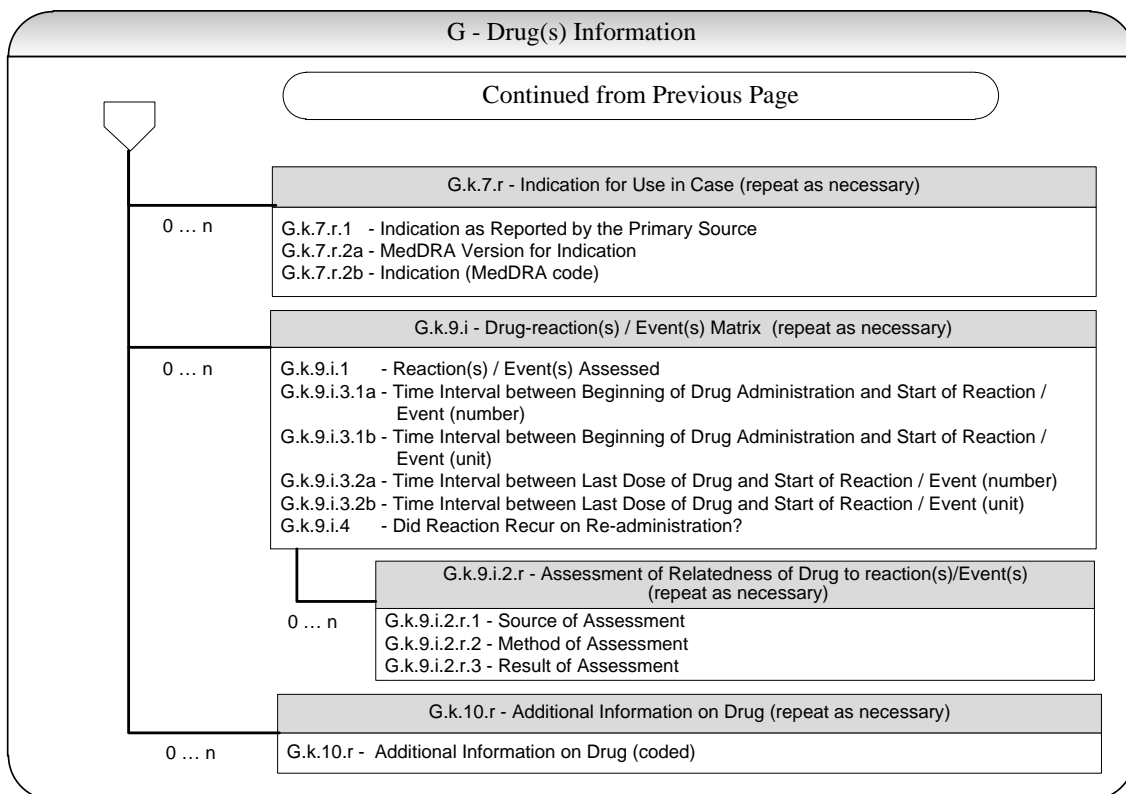 G - Drug(s) Information
Continued from Previous Page
G.k.7.r - Indication for Use in Case (repeat as necessary)
0 … n
G.k.7.r.1 - Indication as Reported by the Primary Source
G.k.7.r.2a - MedDRA Version for Indication
G.k.7.r.2b - Indication (MedDRA code)
G.k.9.i - Drug-reaction(s) / Event(s) Matrix (repeat as necessary)
0 … n
G.k.9.i.1 - Reaction(s) / Event(s) Assessed
G.k.9.i.3.1a - Time Interval between Beginning of Drug Administration and Start of Reaction /
Event (number)
G.k.9.i.3.1b - Time Interval between Beginning of Drug Administration and Start of Reaction /
Event (unit)
G.k.9.i.3.2a - Time Interval between Last Dose of Drug and Start of Reaction / Event (number)
G.k.9.i.3.2b - Time Interval between Last Dose of Drug and Start of Reaction / Event (unit)
G.k.9.i.4 - Did Reaction Recur on Re-administration?
G.k.9.i.2.r - Assessment of Relatedness of Drug to reaction(s)/Event(s)
(repeat as necessary)
0 … n
G.k.9.i.2.r.1 - Source of Assessment
G.k.9.i.2.r.2 - Method of Assessment
G.k.9.i.2.r.3 - Result of Assessment
G.k.10.r - Additional Information on Drug (repeat as necessary)
0 … n
G.k.10.r - Additional Information on Drug (coded)